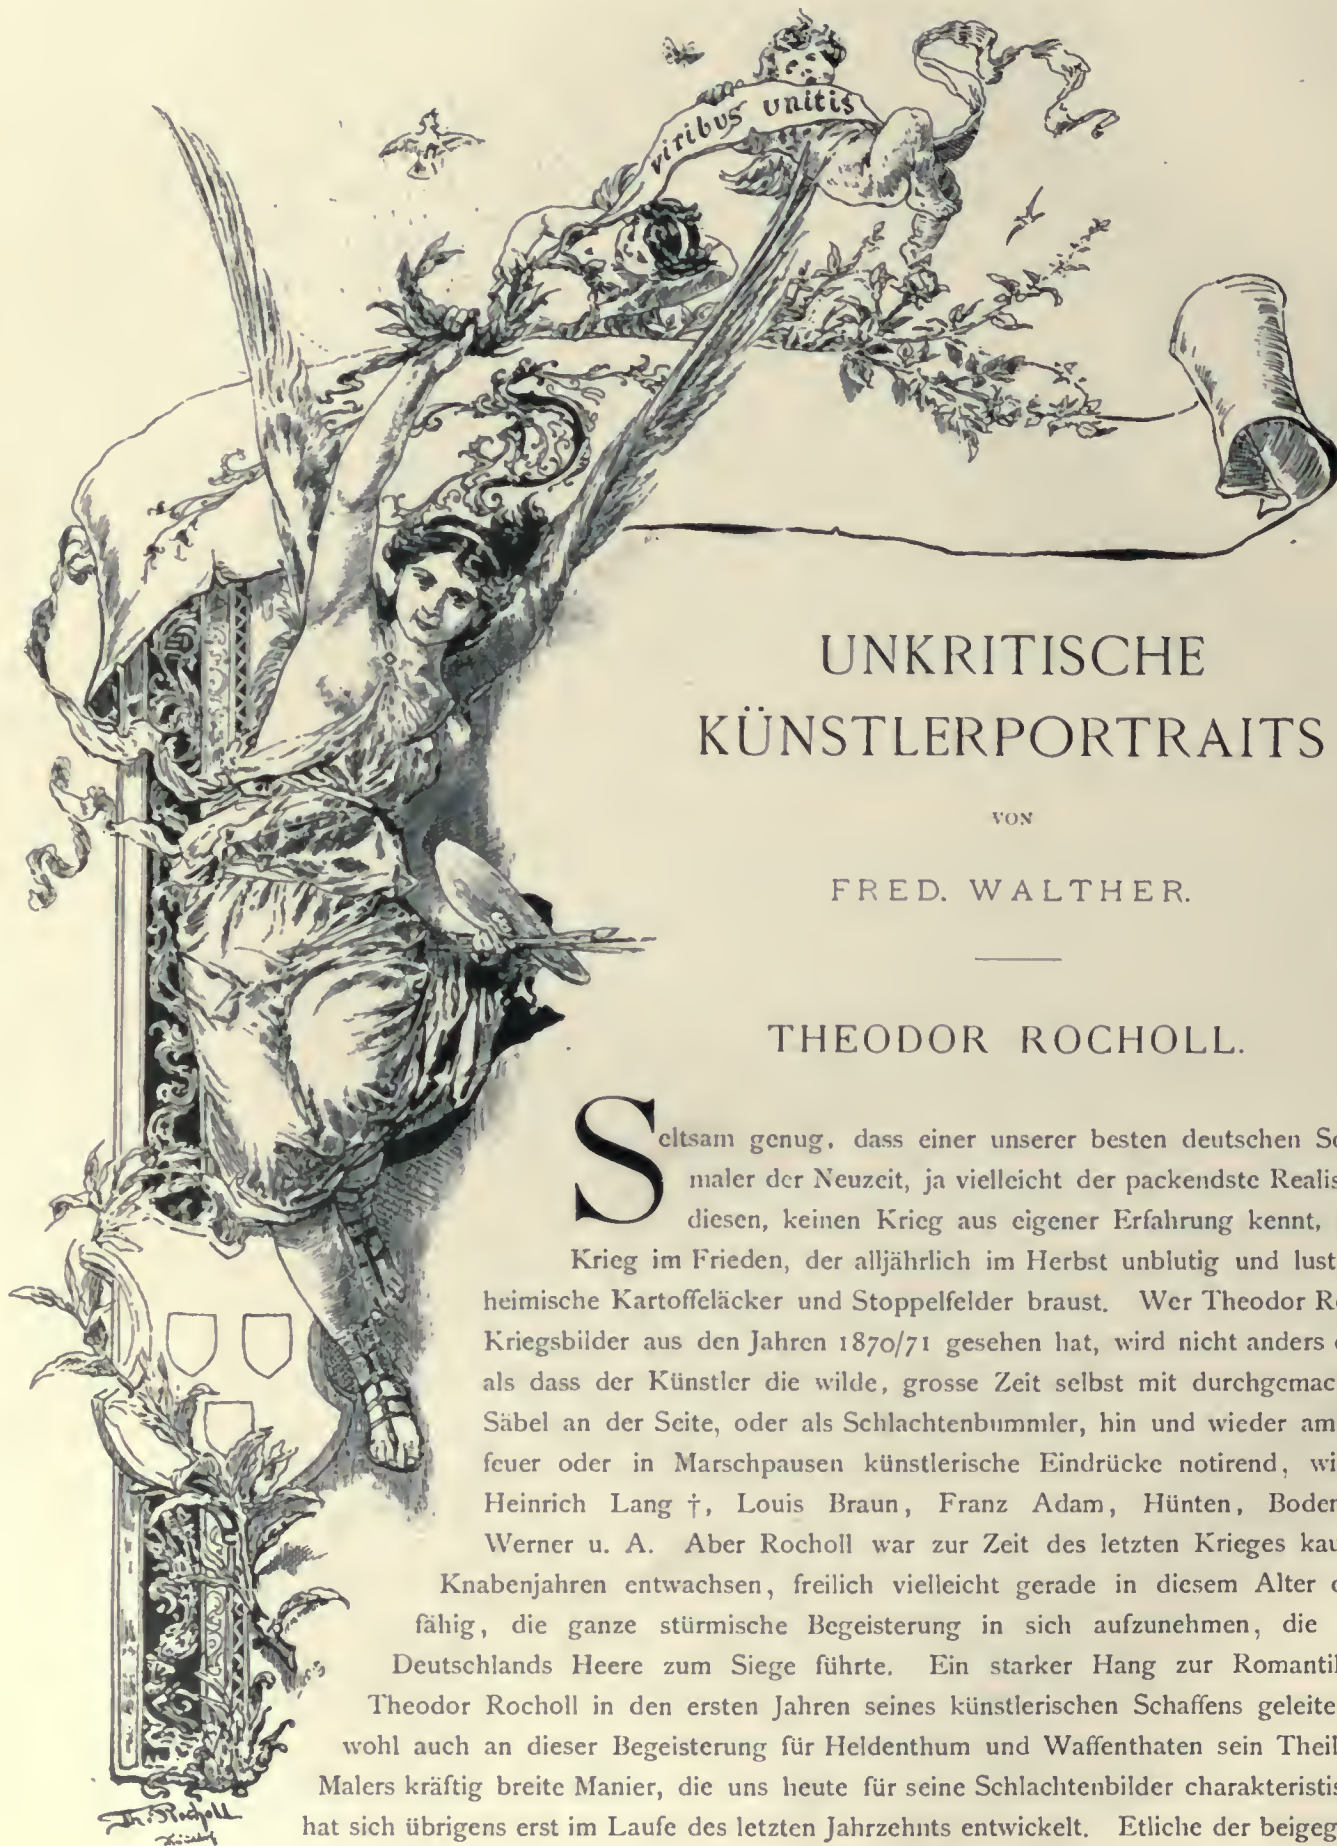 viribus unitis
UNKRITISCHE
KÜNSTLERPORTRAITS
VON
FRED. WALTHER.
THEODOR ROCHOLL.
Seltsam genug, dass einer unserer besten deutschen Sc
maler der Neuzeit, ja vielleicht der packendste Realis
diesen, keinen Krieg aus eigener Erfahrung kennt,
Krieg im Frieden, der alljährlich im Herbst unblutig und lust
heimische Kartoffeläcker und Stoppelfelder braust. Wer Theodor Ro
Kriegsbilder aus den Jahren 1870/71 gesehen hat, wird nicht anders
als dass der Künstler die wilde, grosse Zeit selbst mit durchgemac
Säbel an der Seite, oder als Schlachtenbummler, hin und wieder am
feuer oder in Marschpausen künstlerische Eindrücke notirend, wi
Heinrich Lang †, Louis Braun, Franz Adam, Hünten, Boden
Werner u. A. Aber Rocholl war zur Zeit des letzten Krieges kau
Knabenjahren entwachsen, freilich vielleicht gerade in diesem Alter
fähig, die ganze stürmische Begeisterung in sich aufzunehmen, die
Deutschlands Heere zum Siege führte. Ein starker Hang zur Romantik
Theodor Rocholl in den ersten Jahren seines künstlerischen Schaffens geleite
wohl auch an dieser Begeisterung für Heldenthum und Waffenthaten sein Theil
Malers kräftig breite Manier, die uns heute für seine Schlachtenbilder charakteristis
hat sich übrigens erst im Laufe des letzten Jahrzehnts entwickelt. Etliche der beigeg
Th. Rocholl